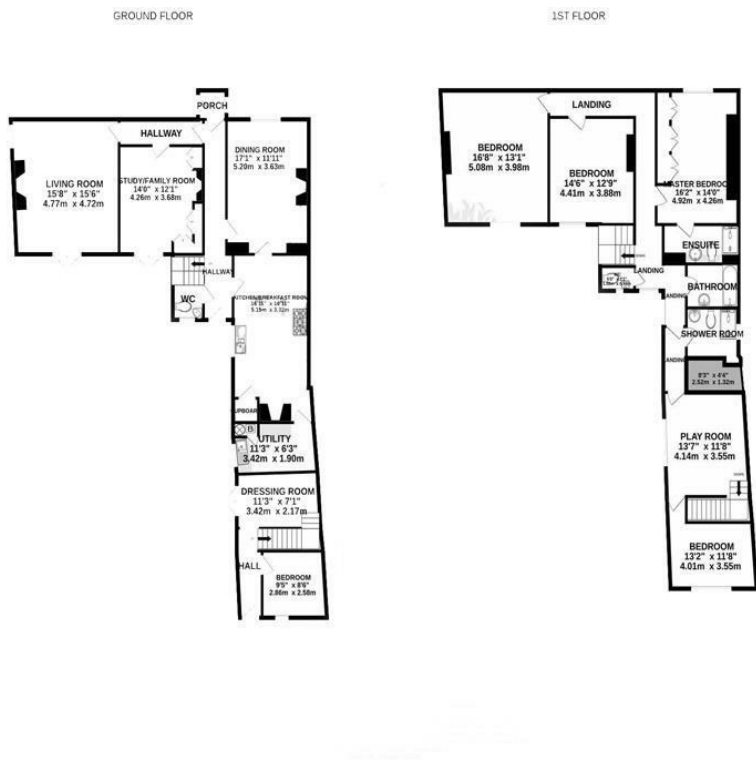 GROUND FLOOR
PORCH
HALLWAY
DINING ROOM
17'1" x 11'11"
5.20m x 3.63m
LIVING ROOM
15'8" x 15'6"
4.77m x 4.72m
STUDY/FAMILY ROOM
14'0" x 12'1"
4.26m x 3.68m
HALLWAY
WC
KITCHEN/BREAKFAST ROOM
CUPBOARD
B
UTILITY
11'3" x 6'3"
3.42m x 1.90m
DRESSING ROOM
11'3" x 7'1"
3.42m x 2.17m
HALL
BEDROOM
9'5" x 8'6"
2.86m x 2.58m
1ST FLOOR
LANDING
BEDROOM
16'8" x 13'1"
5.08m x 3.98m
BEDROOM
14'6" x 12'9"
4.41m x 3.88m
MASTER BEDROOM
16'2" x 14'0"
4.92m x 4.26m
ENSUITE
LANDING
BATHROOM
LANDING
SHOWER ROOM
LANDING
8'3" x 4'4"
2.52m x 1.32m
PLAY ROOM
13'7" x 11'8"
4.14m x 3.55m
BEDROOM
13'2" x 11'8"
4.01m x 3.55m